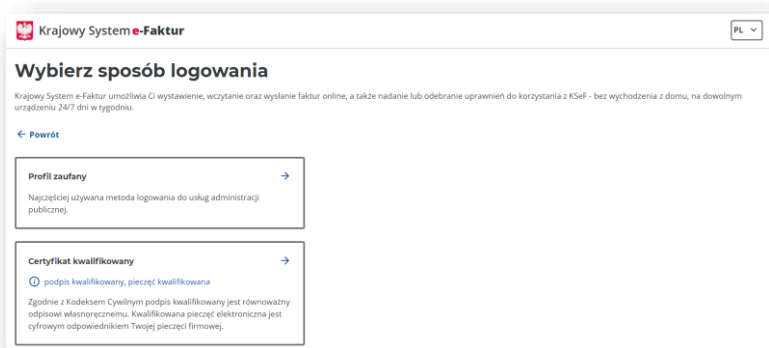 Krajowy System e-Faktur
PL
Wybierz sposób logowania
Krajowy System e-Faktur umożliwia Ci wystawienie, wczytanie oraz wysłanie faktur online, a także nadanie lub odebranie uprawnień do korzystania z KSeF - bez wychodzenia z domu, na dowolnym
urządzeniu 24/7 dni w tygodniu.
← Powrót
Profil zaufany →
Najczęściej używana metoda logowania do usług administracji
publicznej.
Certyfikat kwalifikowany →
podpis kwalifikowany, pieczęć kwalifikowana
Zgodnie z Kodeksem Cywilnym podpis kwalifikowany jest równoważny
odpisowi własnoręcznemu. Kwalifikowana pieczęć elektroniczna jest
cyfrowym odpowiednikiem Twojej pieczęci firmowej.